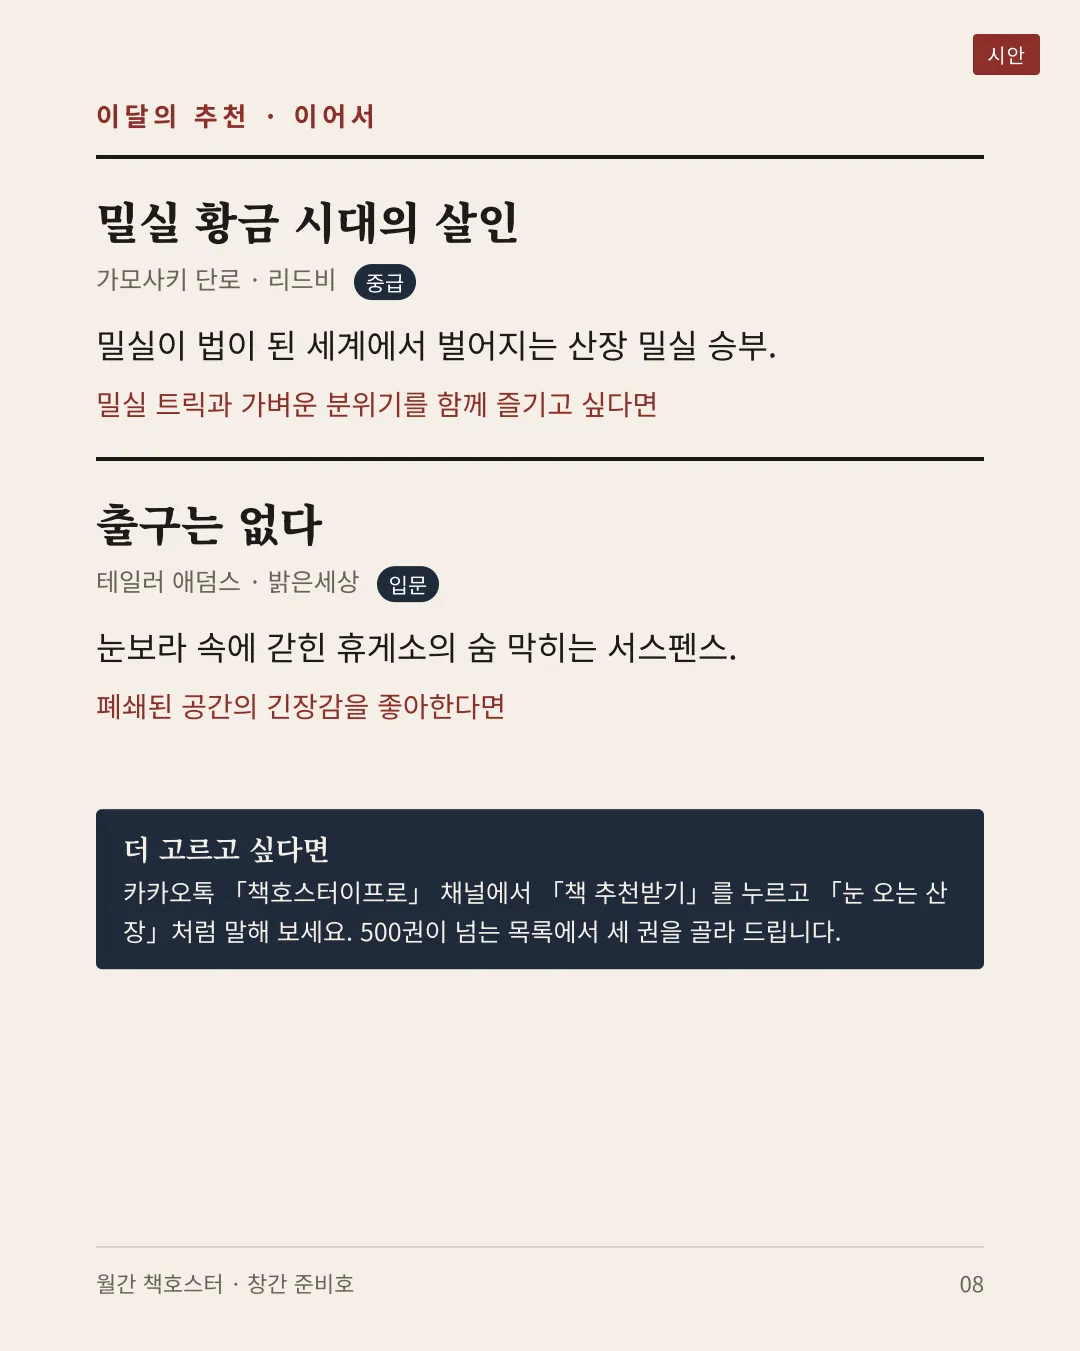 시안
이달의 추천 · 이어서
밀실 황금 시대의 살인
가모사키 단로 · 리드비 중급
밀실이 법이 된 세계에서 벌어지는 산장 밀실 승부.
밀실 트릭과 가벼운 분위기를 함께 즐기고 싶다면
출구는 없다
테일러 애덤스 · 밝은세상 입문
눈보라 속에 갇힌 휴게소의 숨 막히는 서스펜스.
폐쇄된 공간의 긴장감을 좋아한다면
더 고르고 싶다면
카카오톡 「책호스터이프로」 채널에서 「책 추천받기」를 누르고 「눈 오는 산
장」처럼 말해 보세요. 500권이 넘는 목록에서 세 권을 골라 드립니다.
월간 책호스터 · 창간 준비호
08